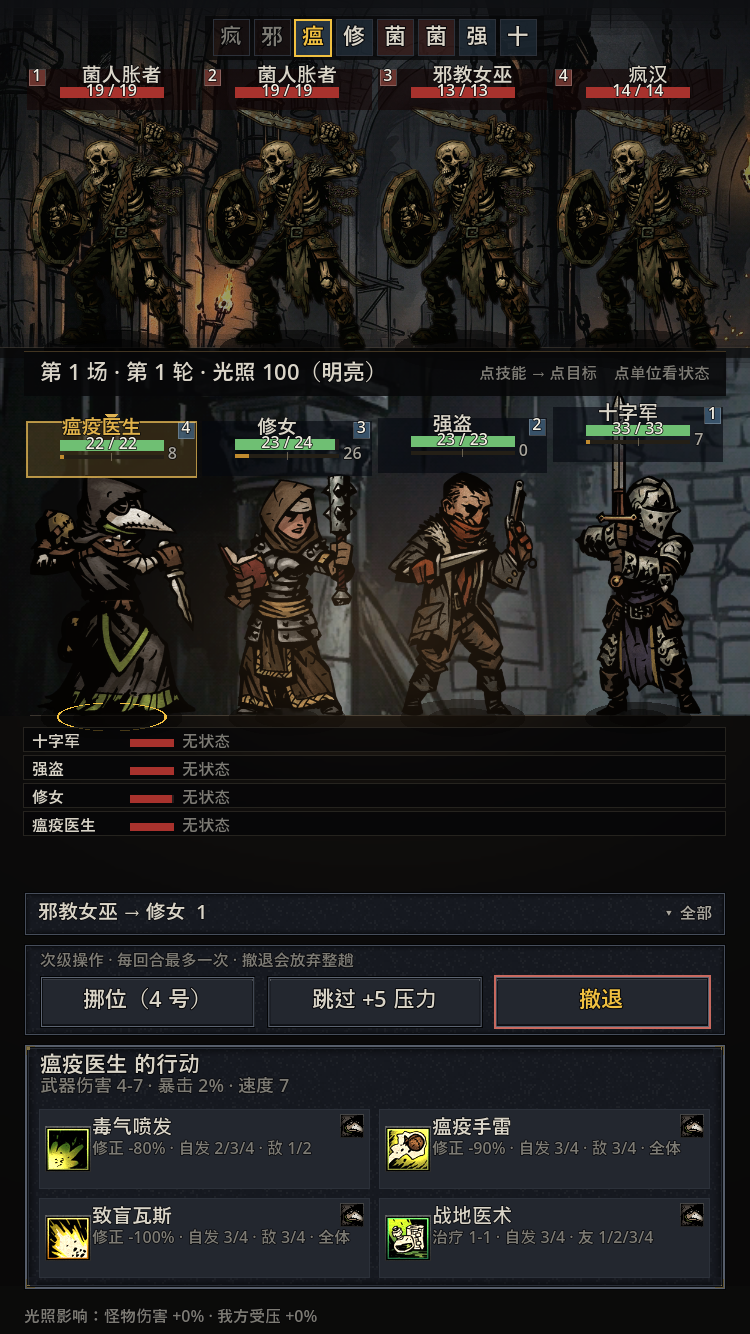 疯 邪 瘟 修 菌 菌 强 十
1 菌人胀者 2 菌人胀者 3 邪教女巫 4 疯汉
19 / 19 19 / 19 13 / 13 14 / 14
第 1 场 · 第 1 轮 · 光照 100（明亮） 点技能 → 点目标 点单位看状态
瘟疫医生 4 修女 3 强盗 2 十字军 1
22 / 22 23 / 24 23 / 23 33 / 33
8 26 0 7
十字军 无状态
强盗 无状态
修女 无状态
瘟疫医生 无状态
邪教女巫 → 修女 1 ▾ 全部
次级操作 · 每回合最多一次 · 撤退会放弃整趟
挪位（4 号） 跳过 +5 压力 撤退
瘟疫医生 的行动
武器伤害 4-7 · 暴击 2% · 速度 7
毒气喷发
修正 -80% · 自发 2/3/4 · 敌 1/2
瘟疫手雷
修正 -90% · 自发 3/4 · 敌 3/4 · 全体
致盲瓦斯
修正 -100% · 自发 3/4 · 敌 3/4 · 全体
战地医术
治疗 1-1 · 自发 3/4 · 友 1/2/3/4
光照影响：怪物伤害 +0% · 我方受压 +0%